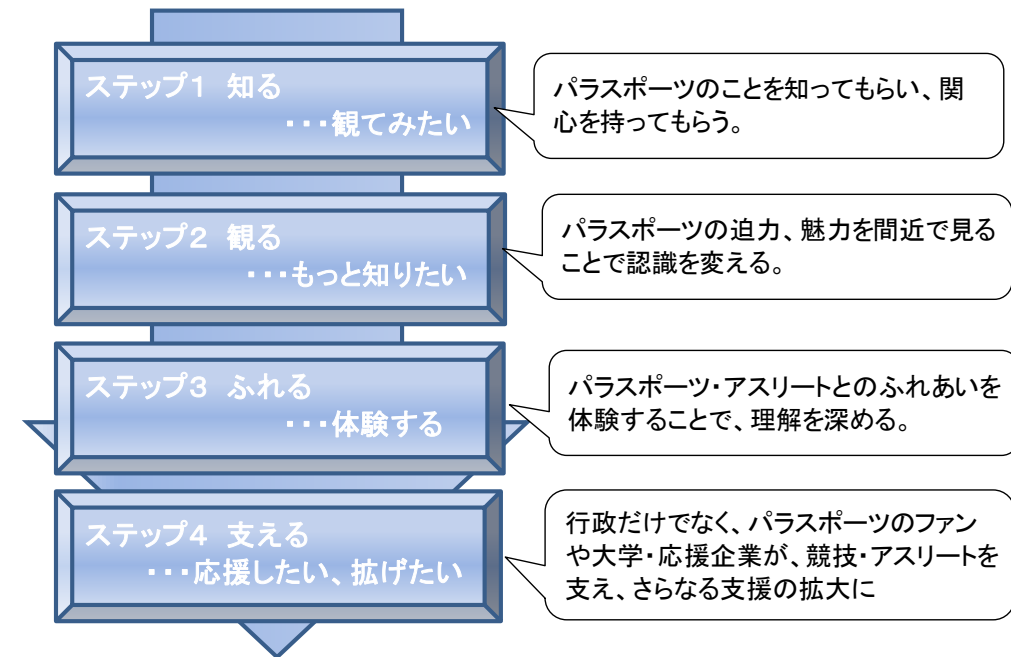 ステップ1　知る
・・・観てみたい
パラスポーツのことを知ってもらい、関
心を持ってもらう。
ステップ2　観る
・・・もっと知りたい
パラスポーツの迫力、魅力を間近で見る
ことで認識を変える。
ステップ3　ふれる
・・・体験する
パラスポーツ・アスリートとのふれあいを
体験することで、理解を深める。
ステップ4　支える
・・・応援したい、拡げたい
行政だけでなく、パラスポーツのファン
や大学・応援企業が、競技・アスリートを
支え、さらなる支援の拡大に